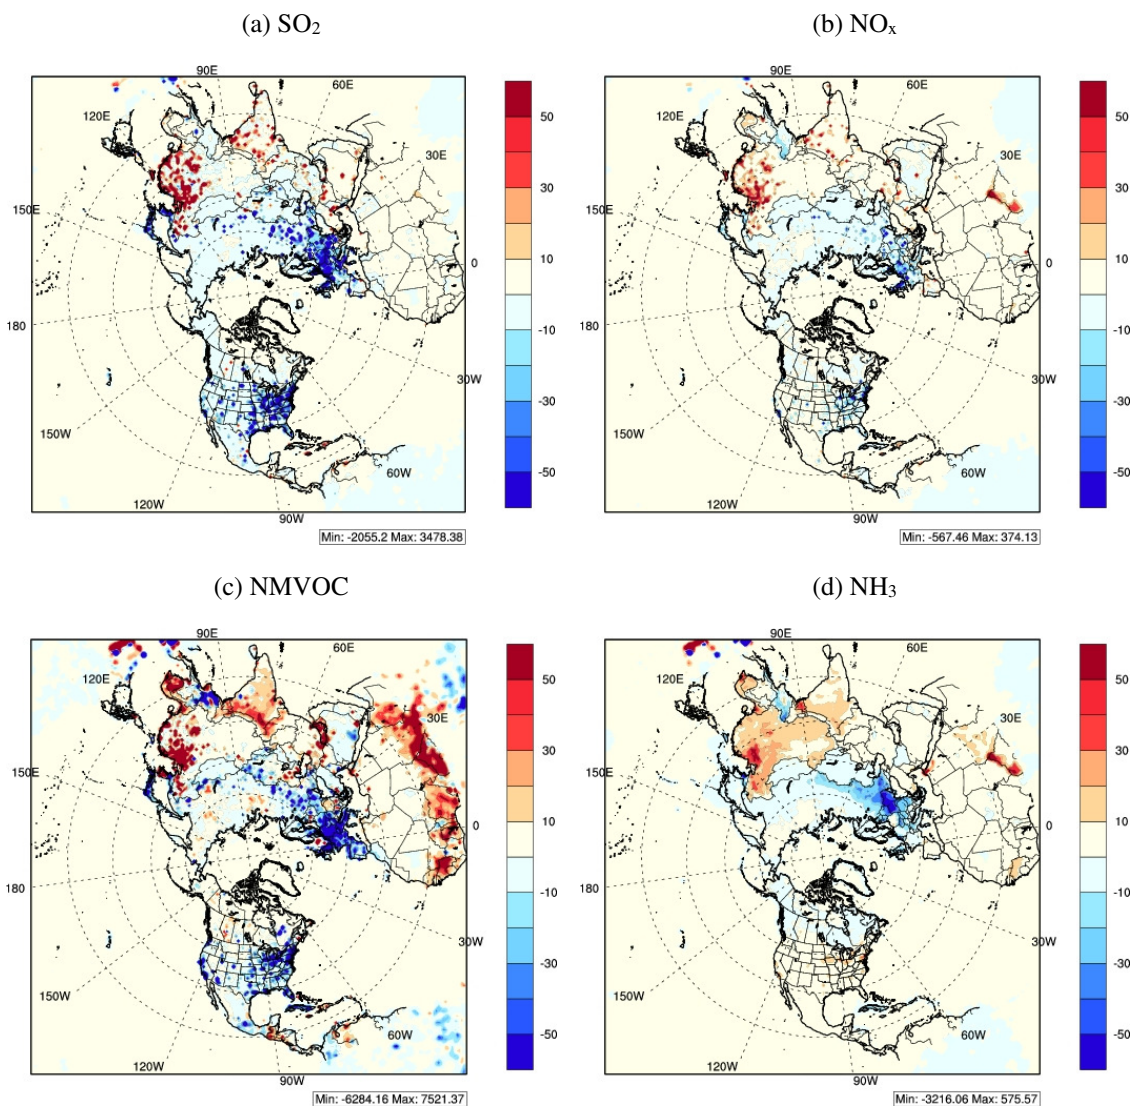 (a) SO₂
(b) NOₓ
90E
60E
120E
30E
150E
0
180
30W
150W
60W
120W
90W
50
30
10
-10
-30
-50
Min: -2055.2 Max: 3478.38
90E
60E
120E
30E
150E
0
180
30W
150W
60W
120W
90W
50
30
10
-10
-30
-50
Min: -567.46 Max: 374.13
(c) NMVOC
(d) NH₃
90E
60E
120E
30E
150E
0
180
30W
150W
60W
120W
90W
50
30
10
-10
-30
-50
Min: -6284.16 Max: 7521.37
90E
60E
120E
30E
150E
0
180
30W
150W
60W
120W
90W
50
30
10
-10
-30
-50
Min: -3216.06 Max: 575.57